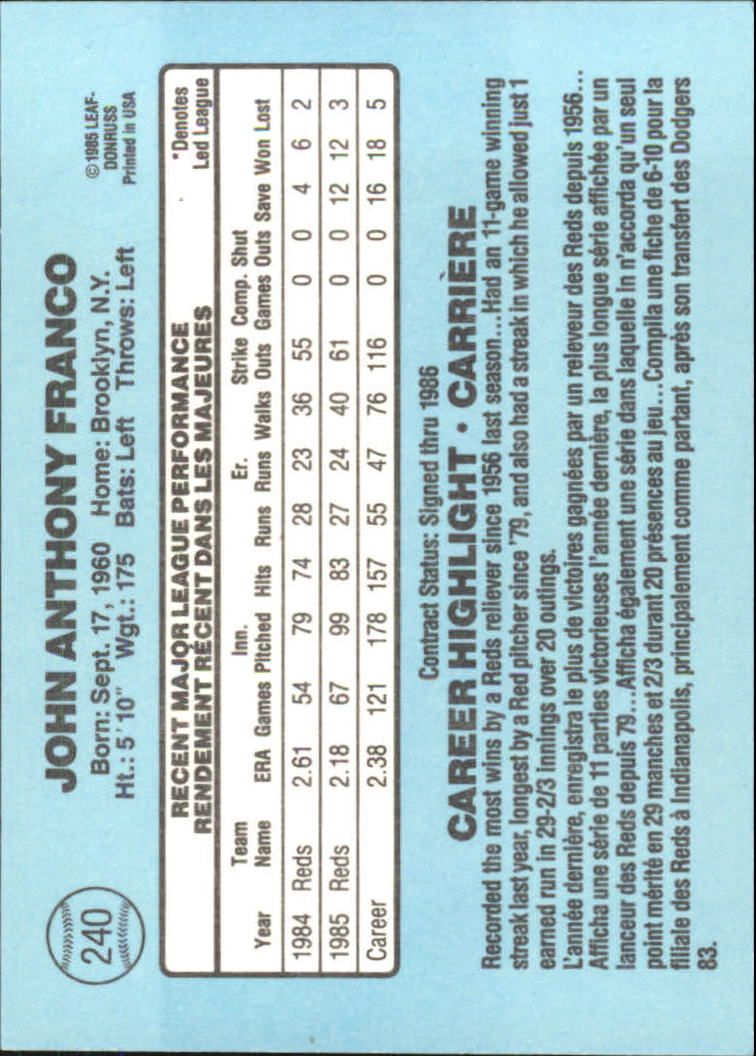 240
JOHN ANTHONY FRANCO
Born: Sept. 17, 1960 Home: Brooklyn, N.Y.
Ht.: 5'10" Wgt.: 175 Bats: Left Throws: Left
©1985 LEAF-
DONRUSS
Printed in USA
RECENT MAJOR LEAGUE PERFORMANCE
RENDEMENT RÉCENT DANS LES MAJEURES
*Denotes
Led League
Team Inn. Er. Strike Comp. Shut
Year Name ERA Games Pitched Hits Runs Runs Walks Outs Games Outs Save Won Lost
1984 Reds 2.61 54 79 74 28 23 36 55 0 0 4 6 2
1985 Reds 2.18 67 99 83 27 24 40 61 0 0 12 12 3
Career 2.38 121 178 157 55 47 76 116 0 0 16 18 5
Contract Status: Signed thru 1986
CAREER HIGHLIGHT • CARRIÈRE
Recorded the most wins by a Reds reliever since 1956 last season...Had an 11-game winning
streak last year, longest by a Red pitcher since '79, and also had a streak in which he allowed just 1
earned run in 29-2/3 innings over 20 outings.
L'année dernière, enregistra le plus de victoires gagnées par un releveur des Reds depuis 1956...
Afficha une série de 11 parties victorieuses l'année dernière, la plus longue série affichée par un
lanceur des Reds depuis 79...Afficha également une série dans laquelle In n'accorda qu'un seul
point mérité en 29 manches et 2/3 durant 20 présences au jeu...Compila une fiche de 6-10 pour la
filiale des Reds à Indianapolis, principalement comme partant, après son transfert des Dodgers
83.